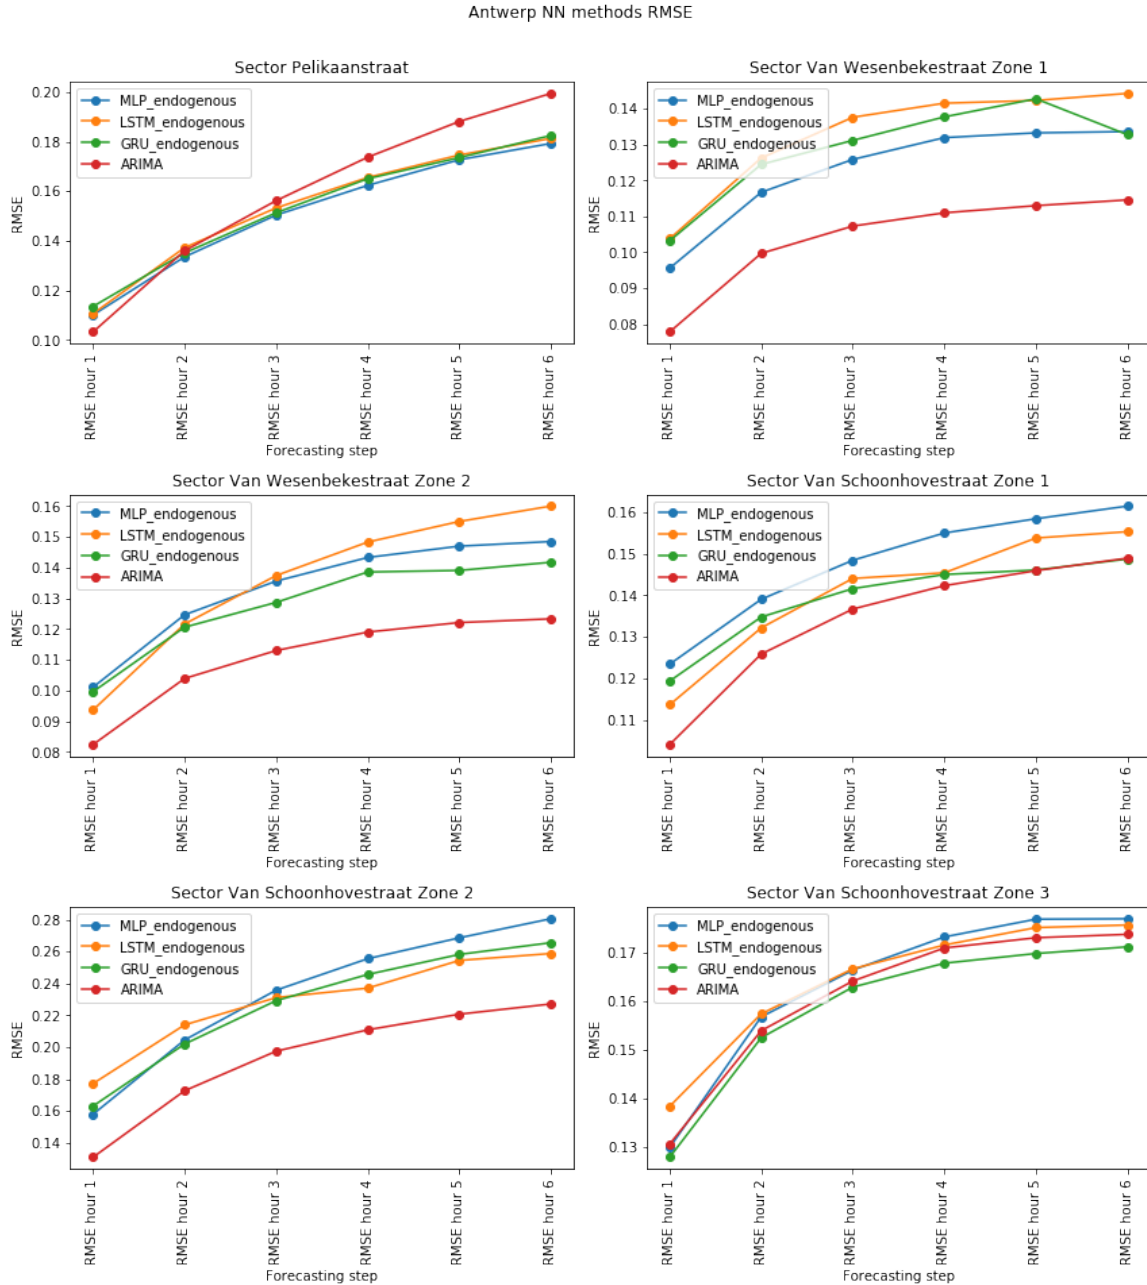 Antwerp NN methods RMSE
Sector Pelikaanstraat
RMSE
0.20
0.18
0.16
0.14
0.12
0.10
MLP_endogenous
LSTM_endogenous
GRU_endogenous
ARIMA
RMSE hour 1
RMSE hour 2
RMSE hour 3
RMSE hour 4
RMSE hour 5
RMSE hour 6
Forecasting step
Sector Van Wesenbekestraat Zone 1
RMSE
0.14
0.13
0.12
0.11
0.10
0.09
0.08
MLP_endogenous
LSTM_endogenous
GRU_endogenous
ARIMA
RMSE hour 1
RMSE hour 2
RMSE hour 3
RMSE hour 4
RMSE hour 5
RMSE hour 6
Forecasting step
Sector Van Wesenbekestraat Zone 2
RMSE
0.16
0.15
0.14
0.13
0.12
0.11
0.10
0.09
0.08
MLP_endogenous
LSTM_endogenous
GRU_endogenous
ARIMA
RMSE hour 1
RMSE hour 2
RMSE hour 3
RMSE hour 4
RMSE hour 5
RMSE hour 6
Forecasting step
Sector Van Schoonhovestraat Zone 1
RMSE
0.16
0.15
0.14
0.13
0.12
0.11
MLP_endogenous
LSTM_endogenous
GRU_endogenous
ARIMA
RMSE hour 1
RMSE hour 2
RMSE hour 3
RMSE hour 4
RMSE hour 5
RMSE hour 6
Forecasting step
Sector Van Schoonhovestraat Zone 2
RMSE
0.28
0.26
0.24
0.22
0.20
0.18
0.16
0.14
MLP_endogenous
LSTM_endogenous
GRU_endogenous
ARIMA
RMSE hour 1
RMSE hour 2
RMSE hour 3
RMSE hour 4
RMSE hour 5
RMSE hour 6
Forecasting step
Sector Van Schoonhovestraat Zone 3
RMSE
0.17
0.16
0.15
0.14
0.13
MLP_endogenous
LSTM_endogenous
GRU_endogenous
ARIMA
RMSE hour 1
RMSE hour 2
RMSE hour 3
RMSE hour 4
RMSE hour 5
RMSE hour 6
Forecasting step